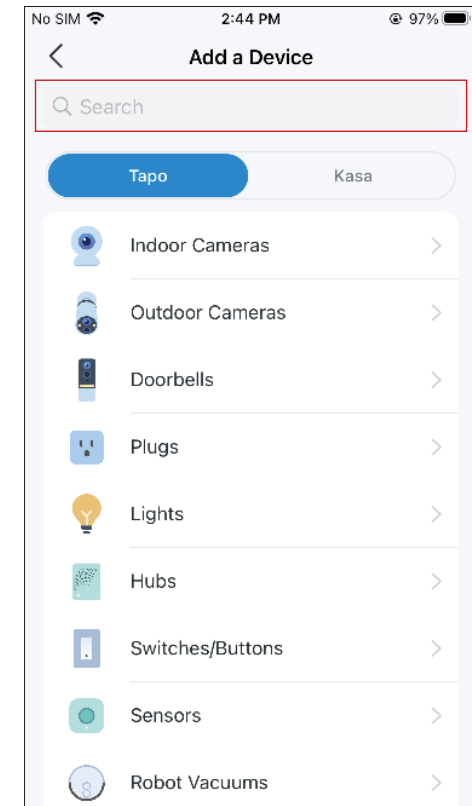 No SIM 2:44 PM 97%
Add a Device
Search
Tapo Kasa
Indoor Cameras
Outdoor Cameras
Doorbells
Plugs
Lights
Hubs
Switches/Buttons
Sensors
Robot Vacuums